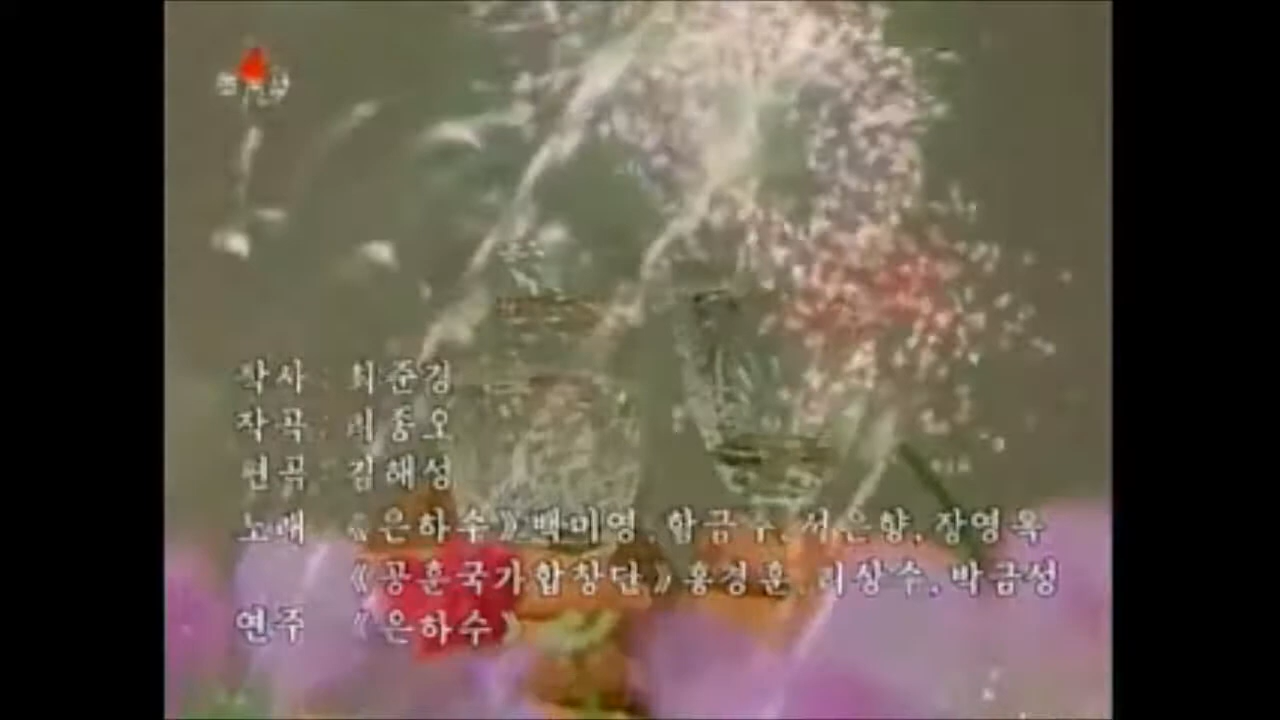 작사 : 최준경
작곡 : 리종오
편곡 : 김해성
노래 《은하수》 백미영, 함금주, 서은향, 장영옥
《공훈국가합창단》 홍경훈, 리상수, 박금성
연주 《은하수》